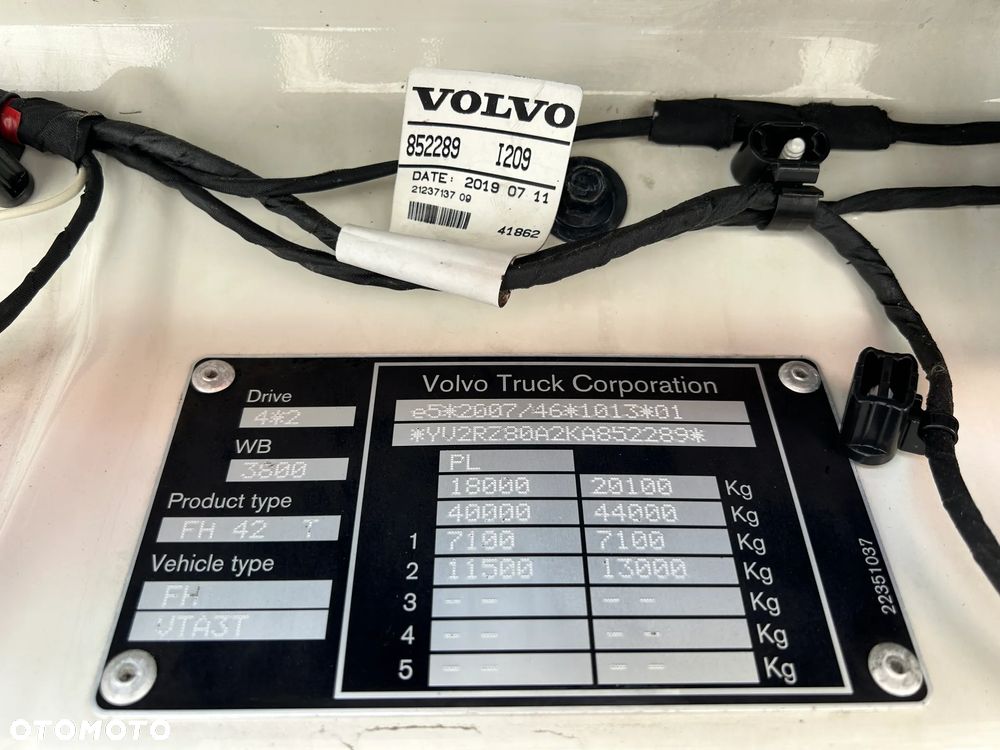 VOLVO
852289 I209
DATE: 2019 07 11
21237137 09
41862
Drive
4*2
WB
3800
Product type
FH 42 T
Vehicle type
FH
VTA3T
Volvo Truck Corporation
e5*2007/46*1013*01
*YV2RZ80A2KA852289*
PL
18000 20100 Kg
40000 44000 Kg
1 7100 7100 Kg
2 11500 13000 Kg
3 -- -- -- -- Kg
4 -- -- -- -- Kg
5 -- -- -- -- Kg
22351037
OTOMOTO